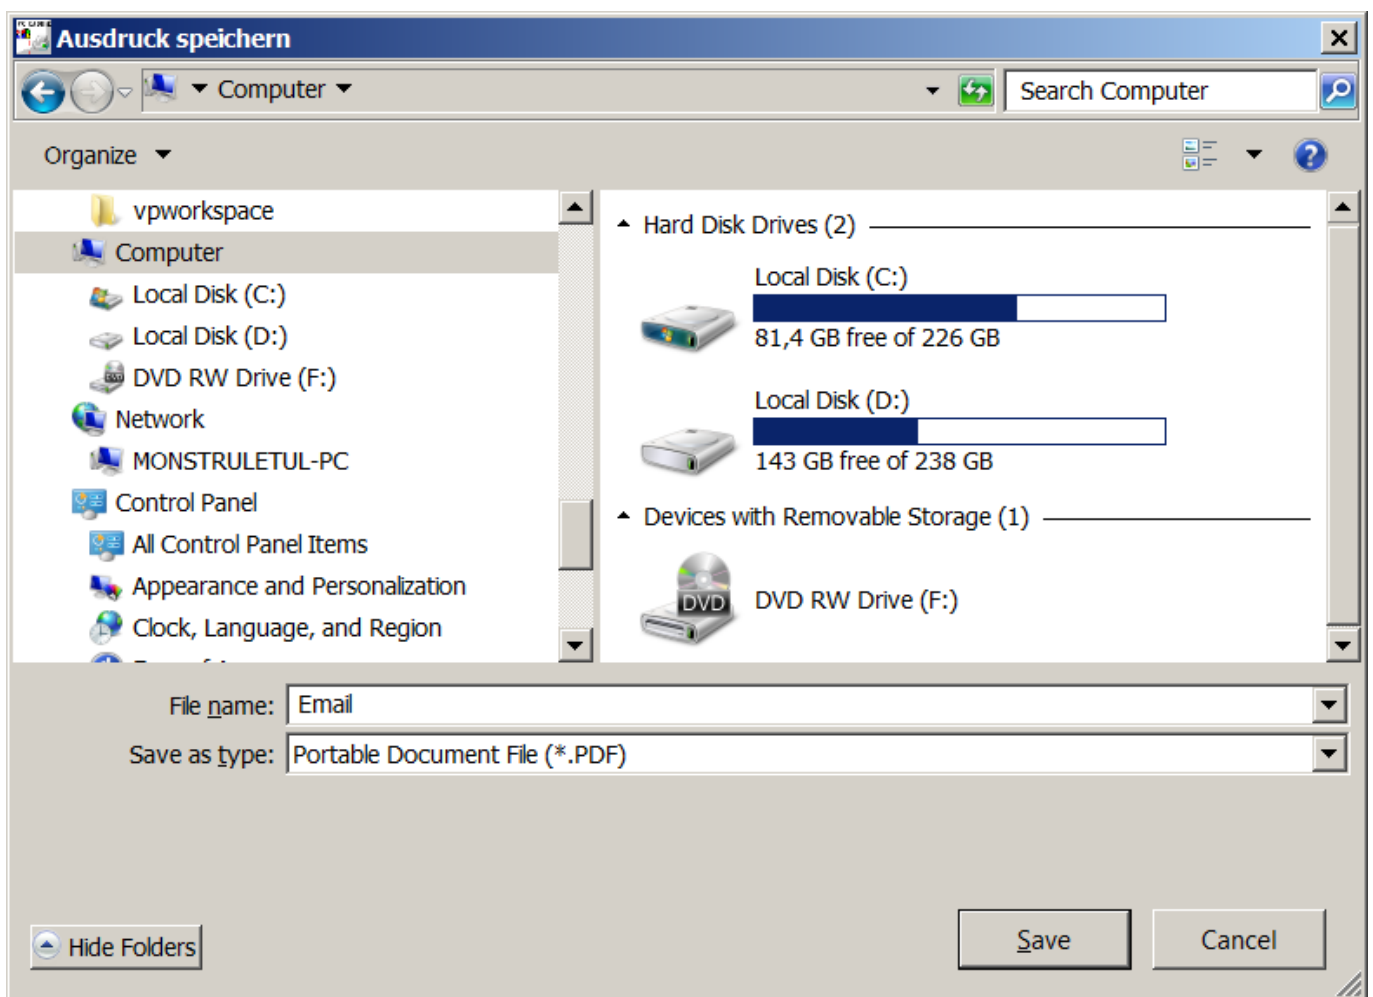 Ausdruck speichern
Computer
Search Computer
Organize
vpworkspace
Computer
Local Disk (C:)
Local Disk (D:)
DVD RW Drive (F:)
Network
MONSTRULETUL-PC
Control Panel
All Control Panel Items
Appearance and Personalization
Clock, Language, and Region
Hard Disk Drives (2)
Local Disk (C:)
81,4 GB free of 226 GB
Local Disk (D:)
143 GB free of 238 GB
Devices with Removable Storage (1)
DVD
DVD RW Drive (F:)
File name: Email
Save as type: Portable Document File (*.PDF)
Hide Folders
Save
Cancel